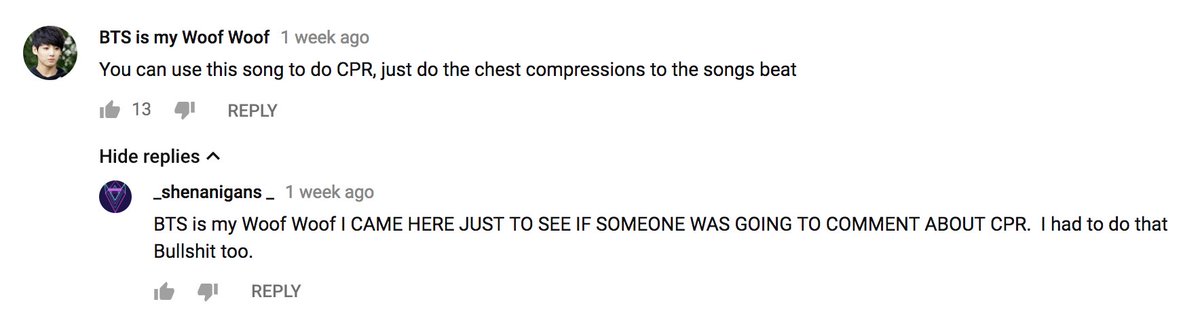 BTS is my Woof Woof 1 week ago
You can use this song to do CPR, just do the chest compressions to the songs beat
13 REPLY
Hide replies
_shenanigans _ 1 week ago
BTS is my Woof Woof I CAME HERE JUST TO SEE IF SOMEONE WAS GOING TO COMMENT ABOUT CPR.  I had to do that
Bullshit too.
REPLY